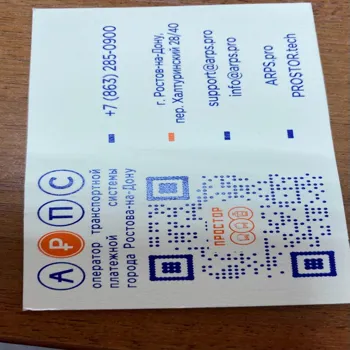 АРПС
оператор транспортной
платежной системы
города Ростова-на-Дону
ПРОСТОР
+7 (863) 285-0900
г. Ростов-на-Дону,
пер. Халтуринский 28/40
support@arps.pro
info@arps.pro
ARPS.pro
PROSTOR.tech